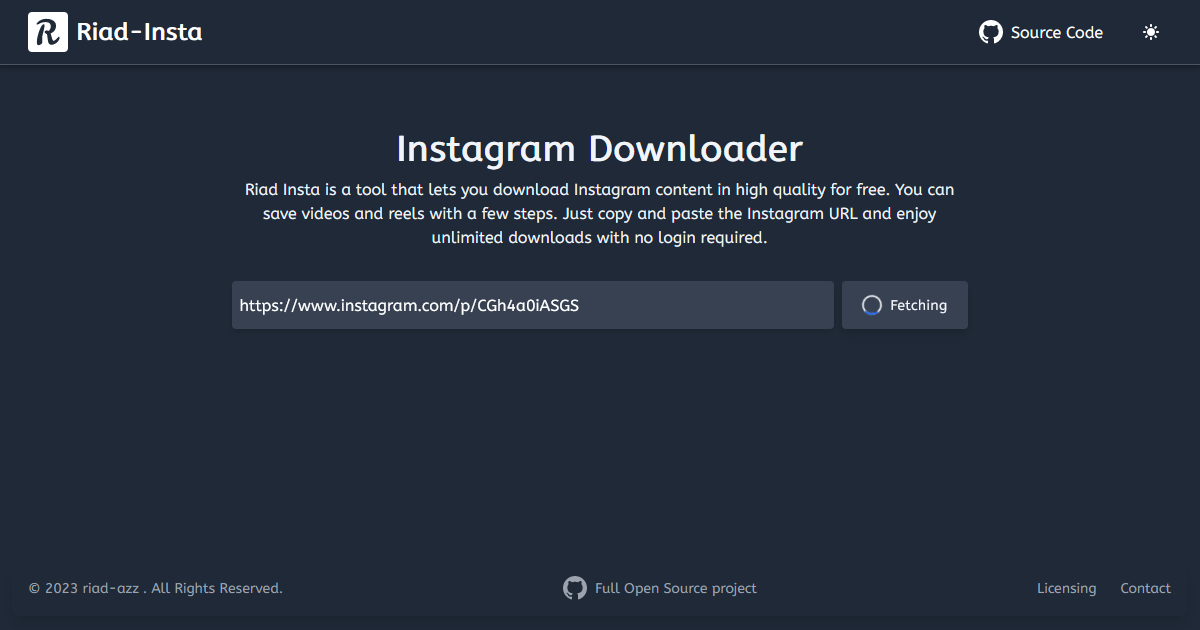 R Riad-Insta
Source Code
Instagram Downloader
Riad Insta is a tool that lets you download Instagram content in high quality for free. You can
save videos and reels with a few steps. Just copy and paste the Instagram URL and enjoy
unlimited downloads with no login required.
https://www.instagram.com/p/CGh4a0iASGS
Fetching
© 2023 riad-azz . All Rights Reserved.
Full Open Source project
Licensing
Contact